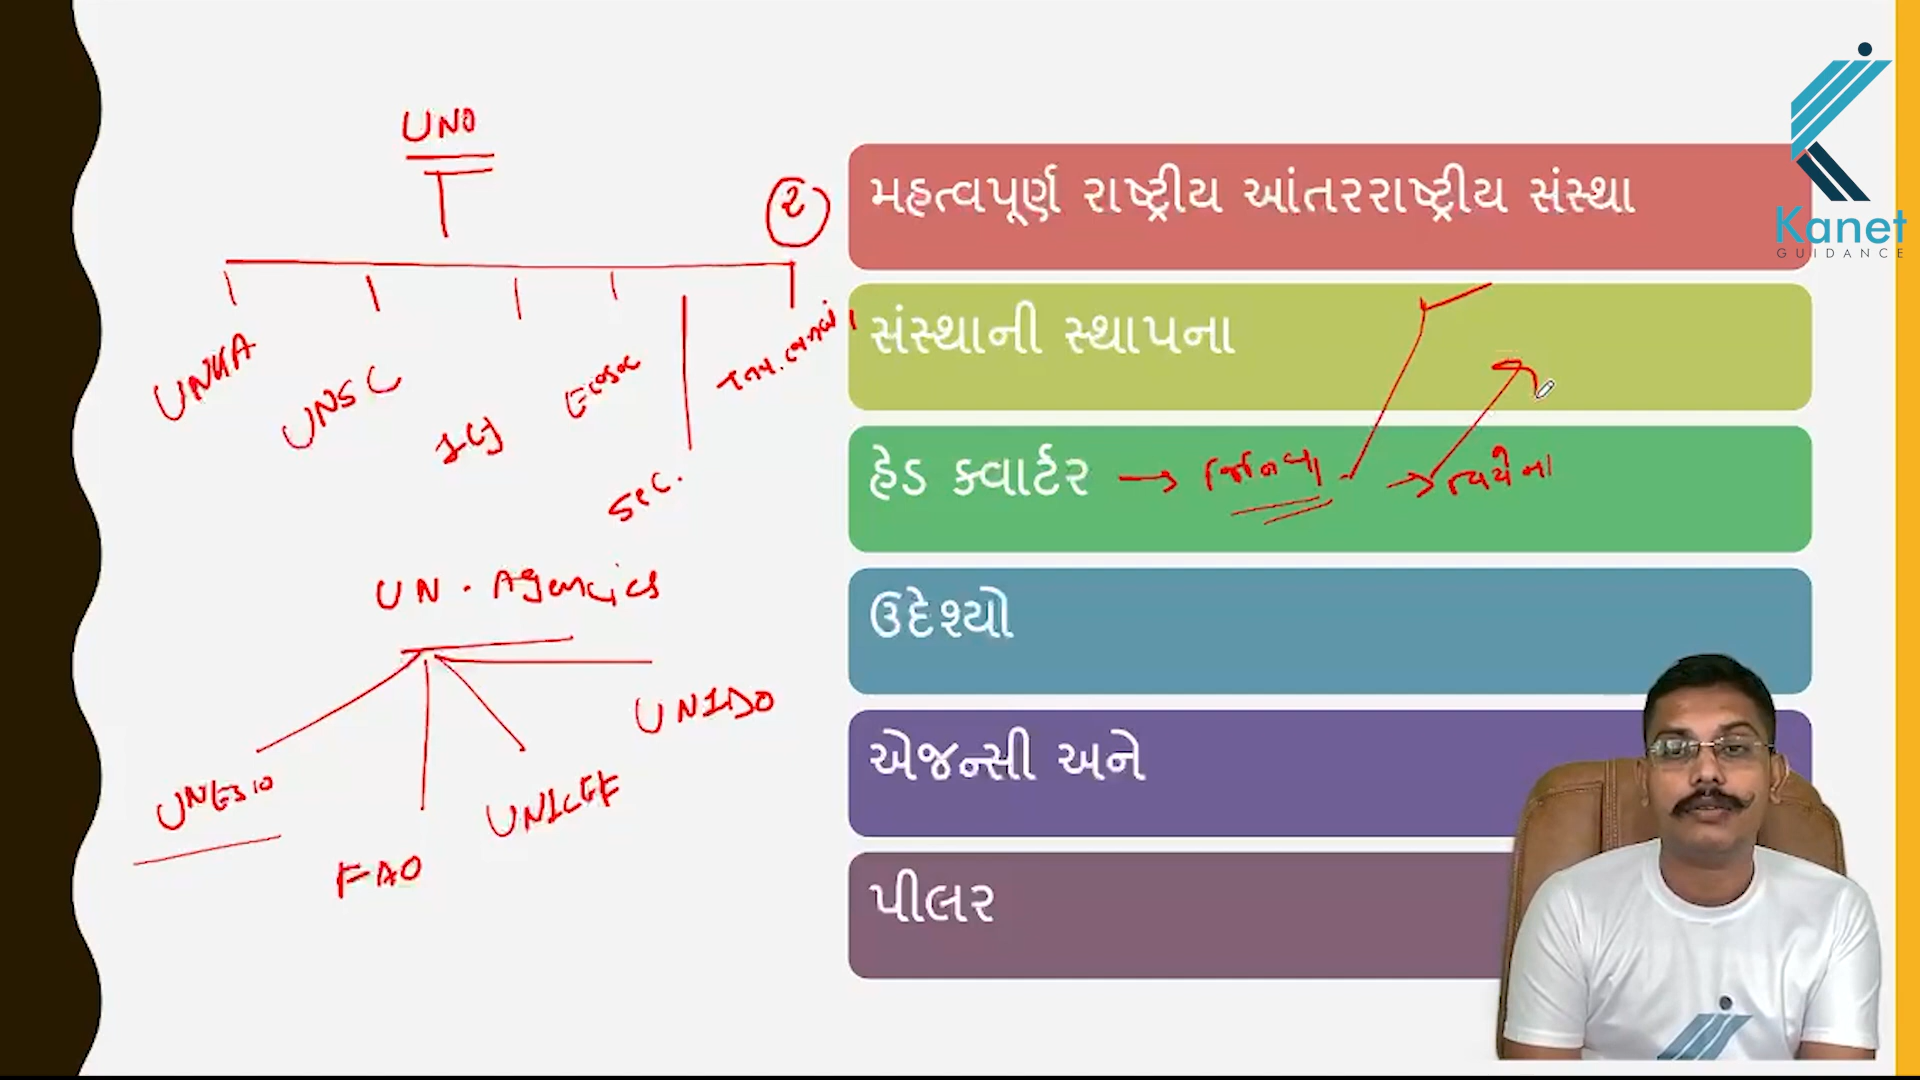 UNO
૨
UNGA
UNSC
ICJ
Ecosoc
Sec.
UN. Agencies
UNESCO
FAO
UNICEF
UNIDO
મહત્વપૂર્ણ રાષ્ટ્રીય આંતરરાષ્ટ્રીય સંસ્થા
સંસ્થાની સ્થાપના
હેડ ક્વાર્ટર → જિનિવા → વિયેના
ઉદેશ્યો
એજન્સી અને
પીલર
Kanet
GUIDANCE